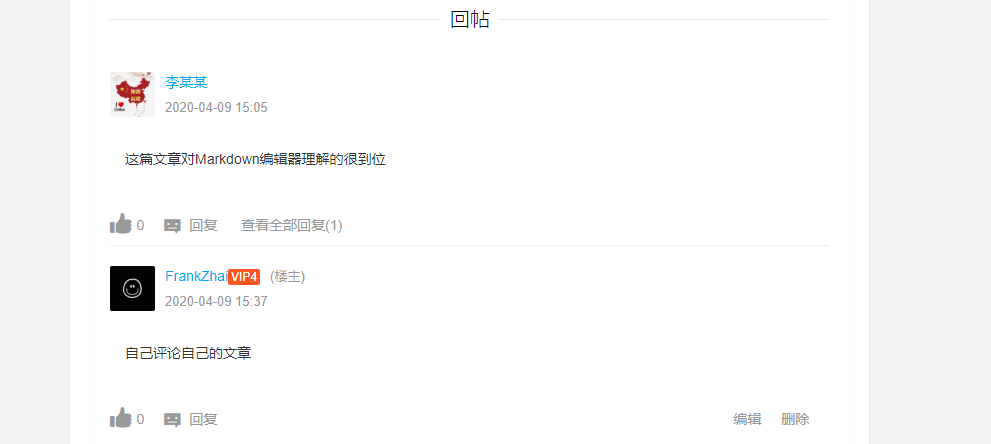 回帖
李某某
2020-04-09 15:05
这篇文章对Markdown编辑器理解的很到位
0 回复 查看全部回复(1)
FrankZhai VIP4 (楼主)
2020-04-09 15:37
自己评论自己的文章
0 回复 编辑 删除